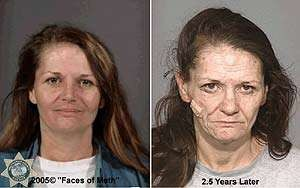 2005© "Faces of Meth"
2.5 Years Later